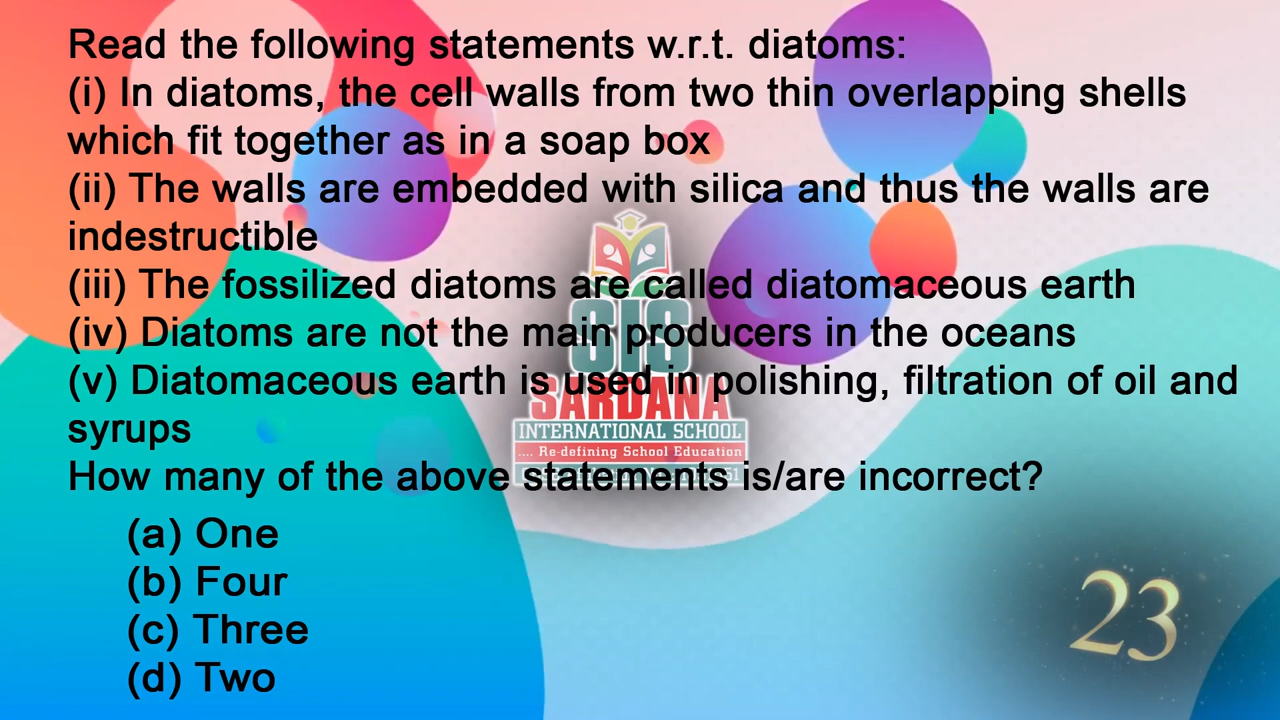 Read the following statements w.r.t. diatoms:
(i) In diatoms, the cell walls from two thin overlapping shells
which fit together as in a soap box
(ii) The walls are embedded with silica and thus the walls are
indestructible
(iii) The fossilized diatoms are called diatomaceous earth
(iv) Diatoms are not the main producers in the oceans
SIS
(v) Diatomaceous earth is used in polishing, filtration of oil and
SARDANA
syrups
INTERNATIONAL SCHOOL
.... Re-defining School Education
How many of the above statements is/are incorrect?
(a) One
(b) Four
(c) Three
(d) Two
23